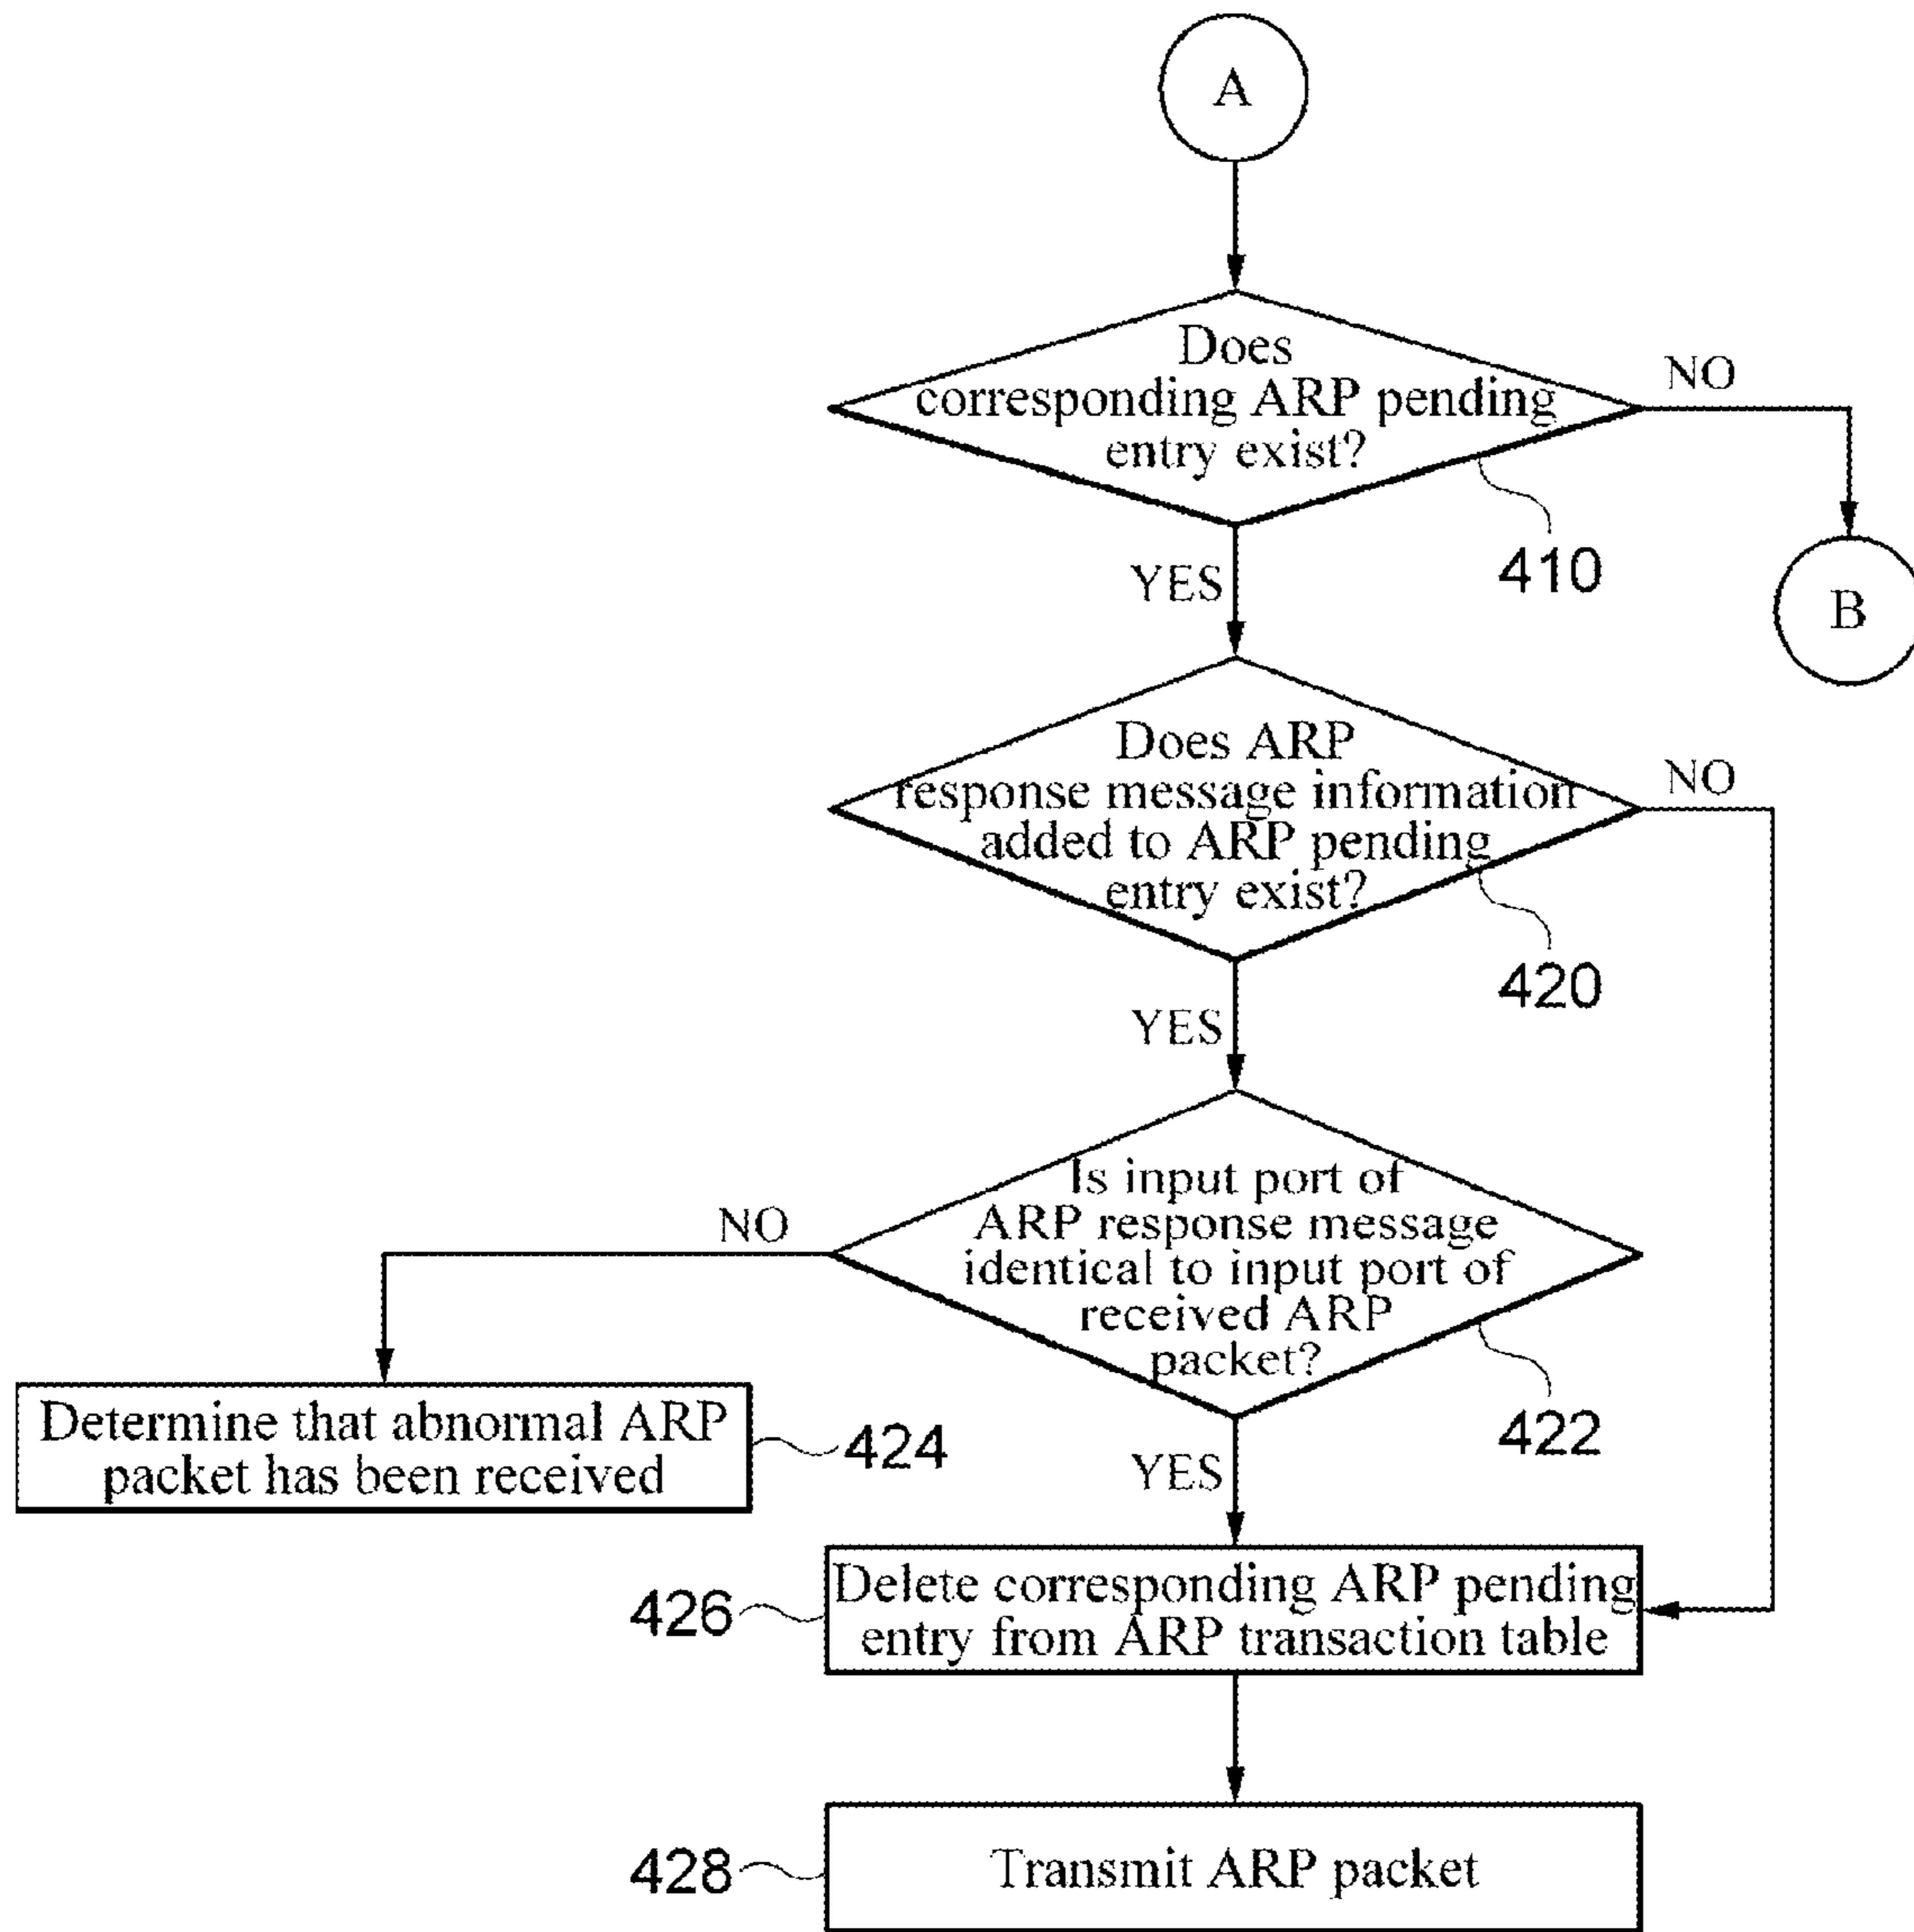 A
Does
corresponding ARP pending
entry exist?
NO
410
YES
B
Does ARP
response message information
added to ARP pending
entry exist?
NO
420
YES
Is input port of
ARP response message
identical to input port of
received ARP
packet?
NO
422
YES
Determine that abnormal ARP
packet has been received
424
Delete corresponding ARP pending
entry from ARP transaction table
426
Transmit ARP packet
428